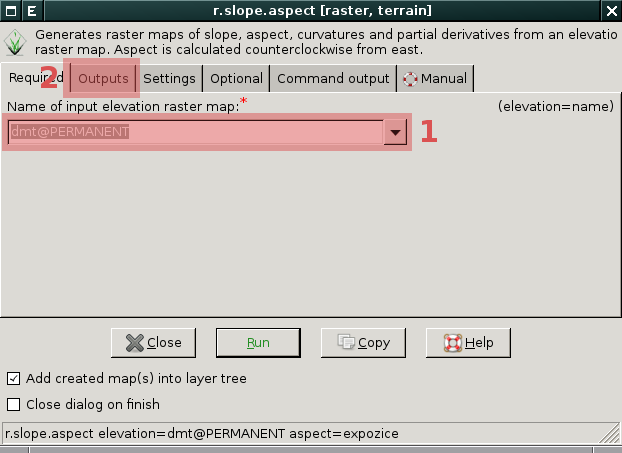 E r.slope.aspect [raster, terrain]
Generates raster maps of slope, aspect, curvatures and partial derivatives from an elevatio
raster map. Aspect is calculated counterclockwise from east.
Required 2 Outputs Settings Optional Command output Manual
Name of input elevation raster map:* (elevation=name)
dmt@PERMANENT 1
Close Run Copy Help
Add created map(s) into layer tree
Close dialog on finish
r.slope.aspect elevation=dmt@PERMANENT aspect=expozice